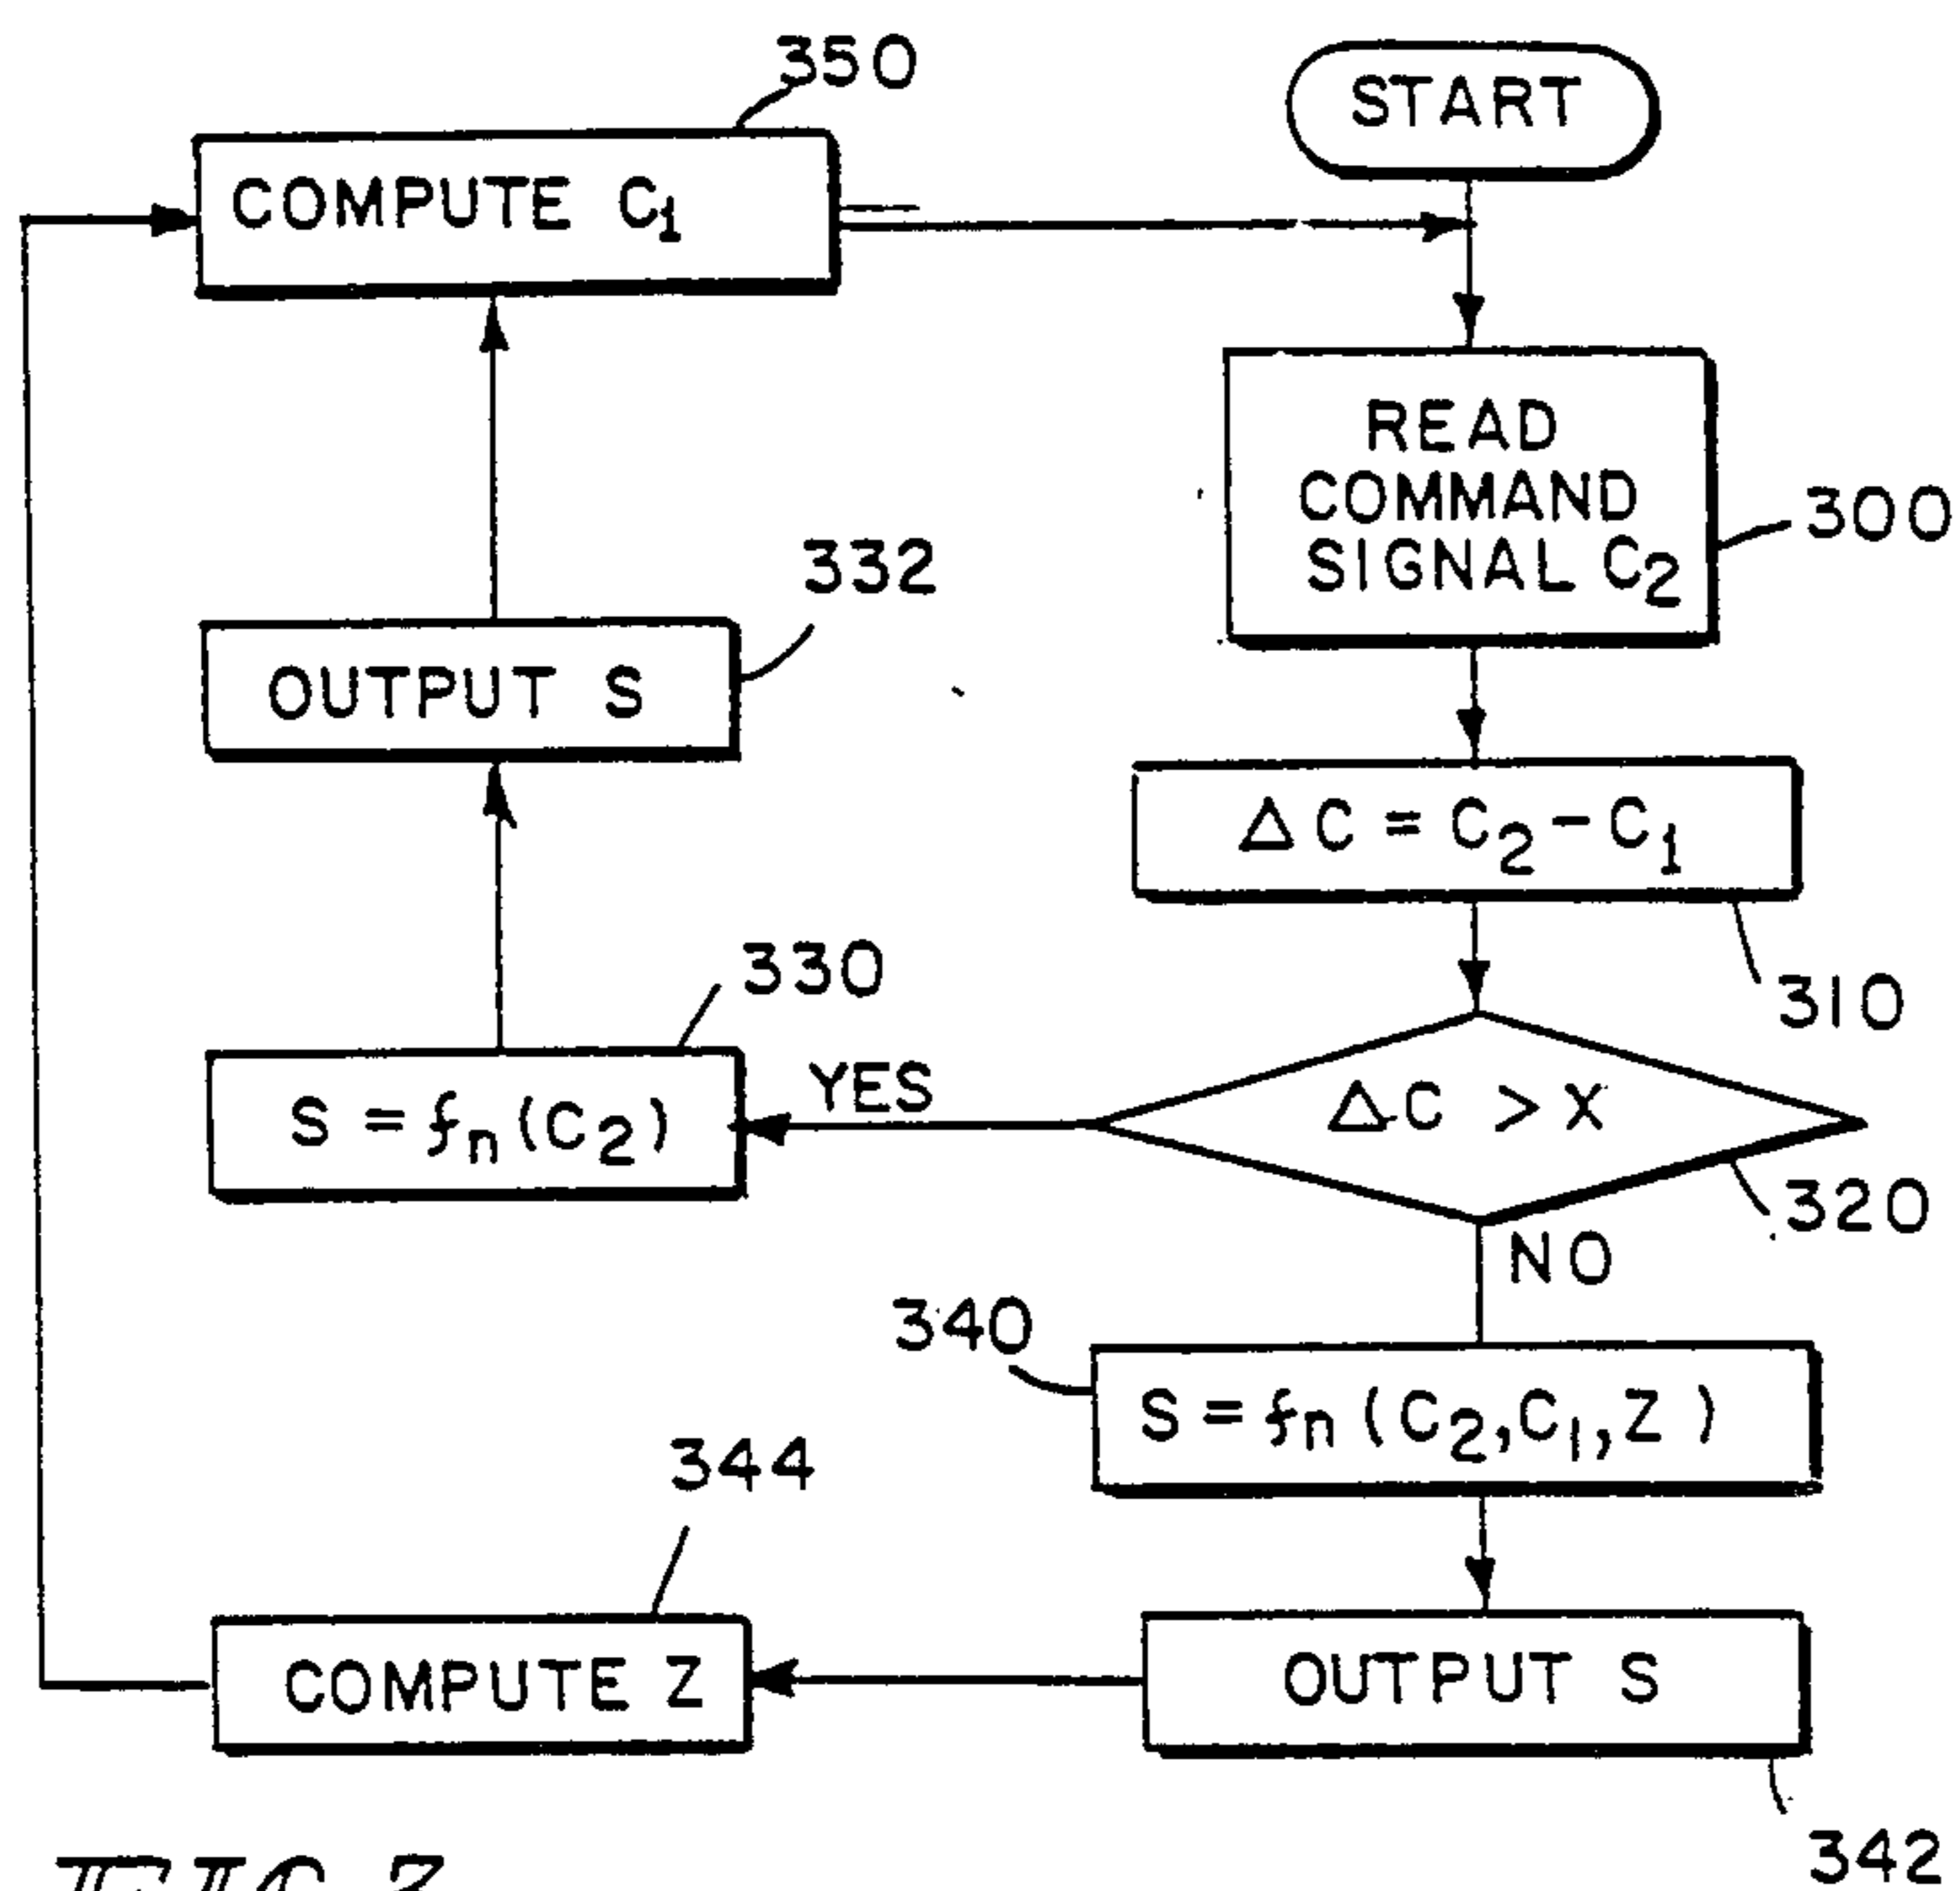 350
START
COMPUTE C₁
READ
COMMAND
SIGNAL C₂
300
332
OUTPUT S
ΔC = C₂ - C₁
310
330
S = fn (C₂)
YES
ΔC > X
320
NO
340
S = fn (C₂, C₁, Z)
344
COMPUTE Z
OUTPUT S
342